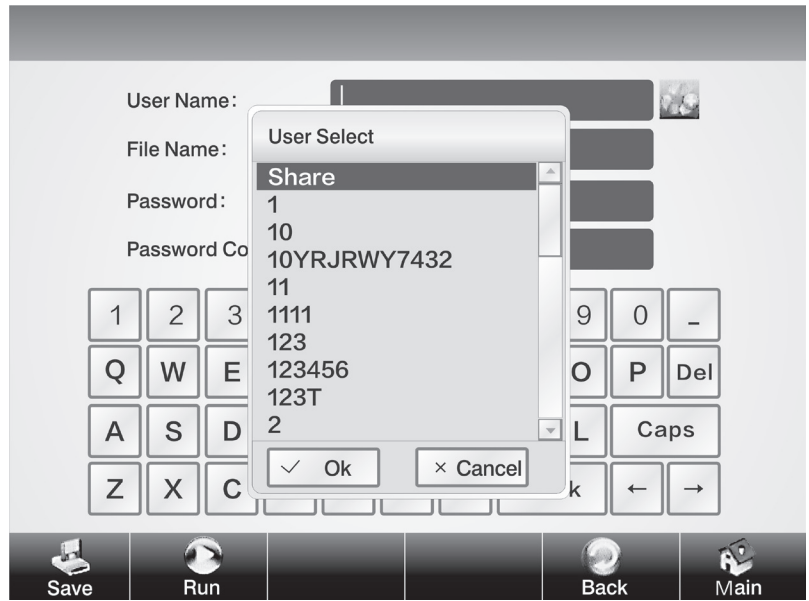 User Name:
User Select
File Name:
Share
Password:
1
10
Password Co
10YRJRWY7432
11
1111
123
123456
123T
2
Ok
× Cancel
1 2 3 9 0 _
Q W E O P Del
A S D L Caps
Z X C k ← →
Save Run Back Main